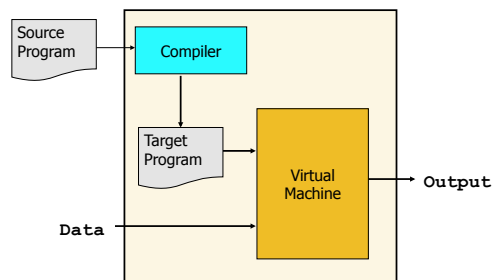 Source
Program
Compiler
Target
Program
Virtual
Machine
Output
Data